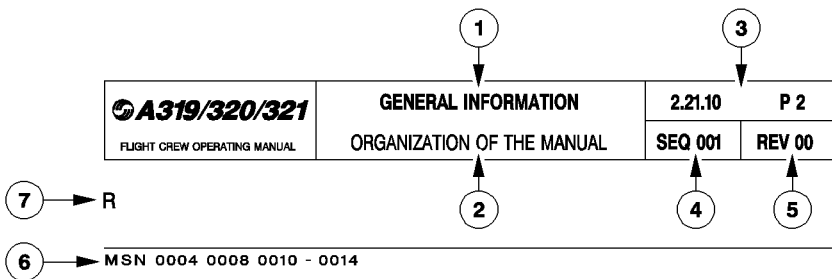 1 3
A319/320/321 GENERAL INFORMATION 2.21.10 P 2
FLIGHT CREW OPERATING MANUAL ORGANIZATION OF THE MANUAL SEQ 001 REV 00
7 R 2 4 5
6 MSN 0004 0008 0010 - 0014